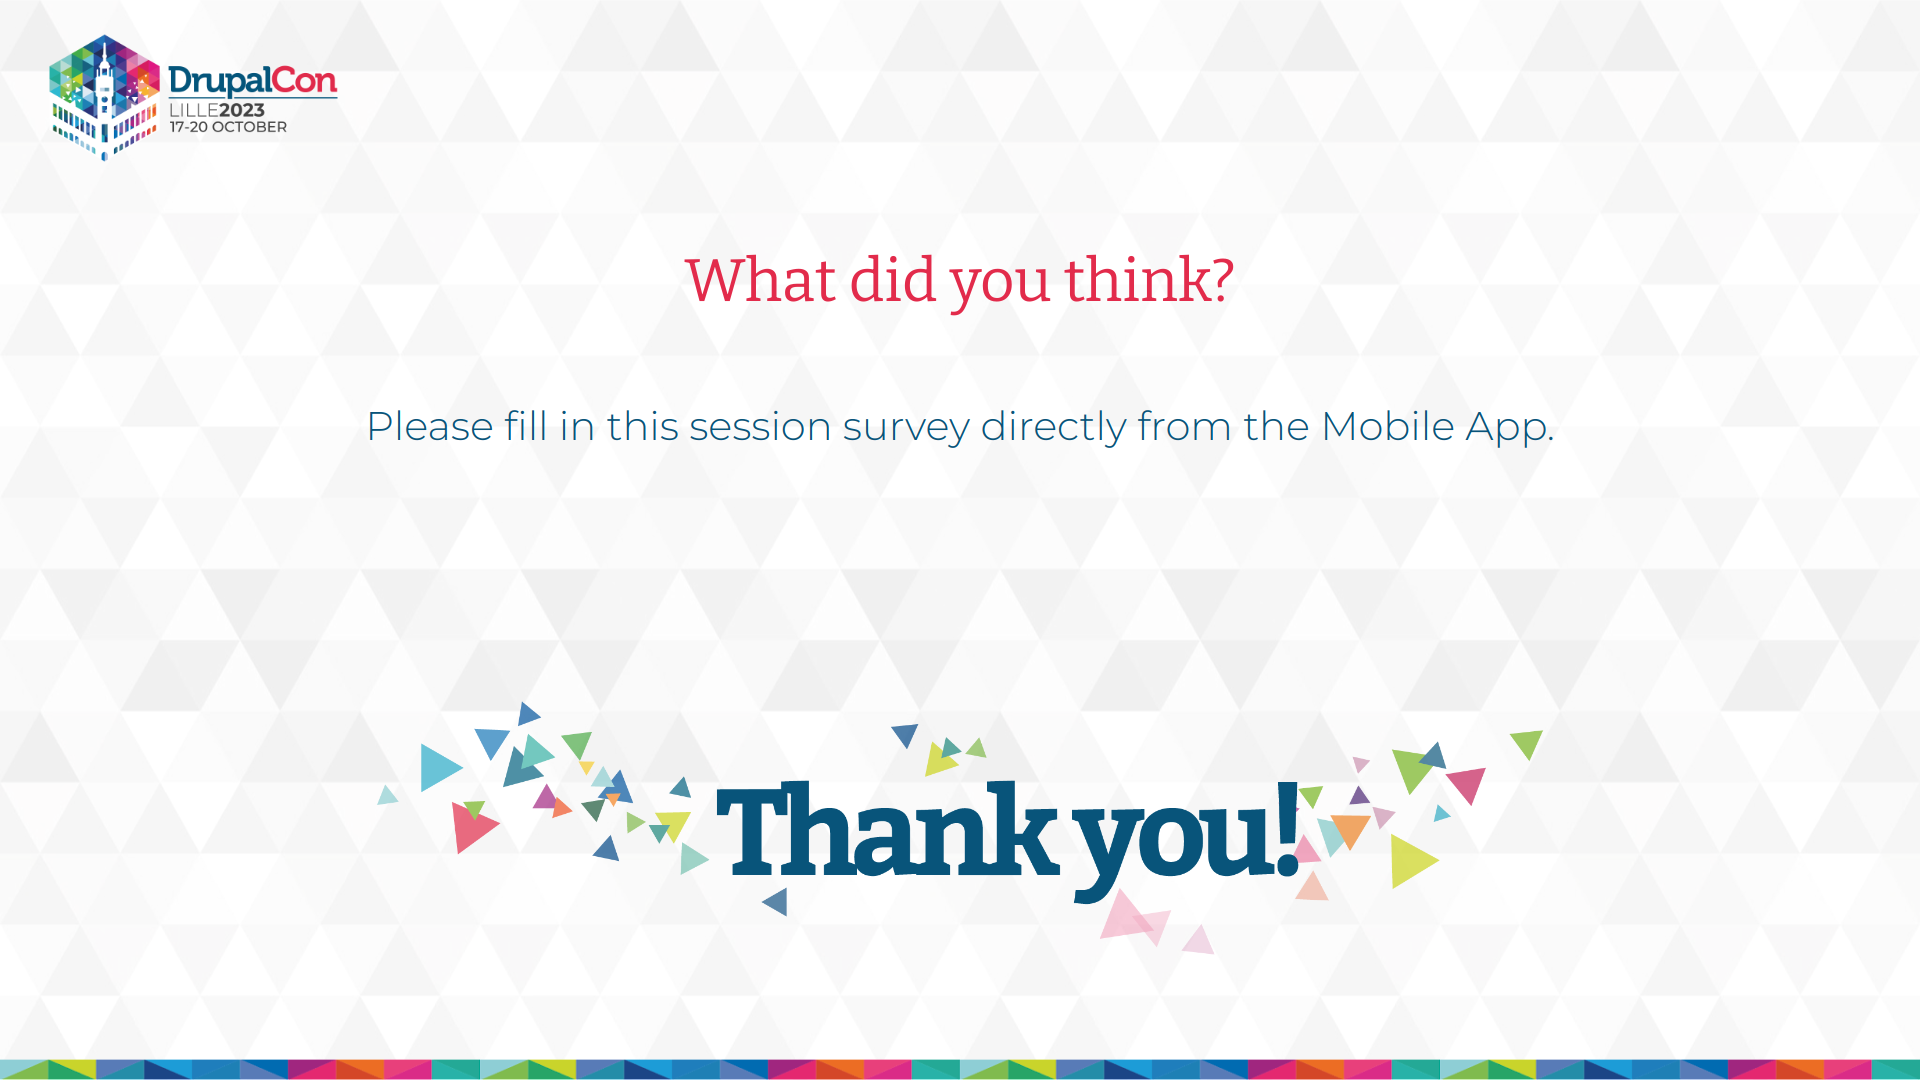 DrupalCon
LILLE2023
17-20 OCTOBER
What did you think?
Please fill in this session survey directly from the Mobile App.
Thank you!